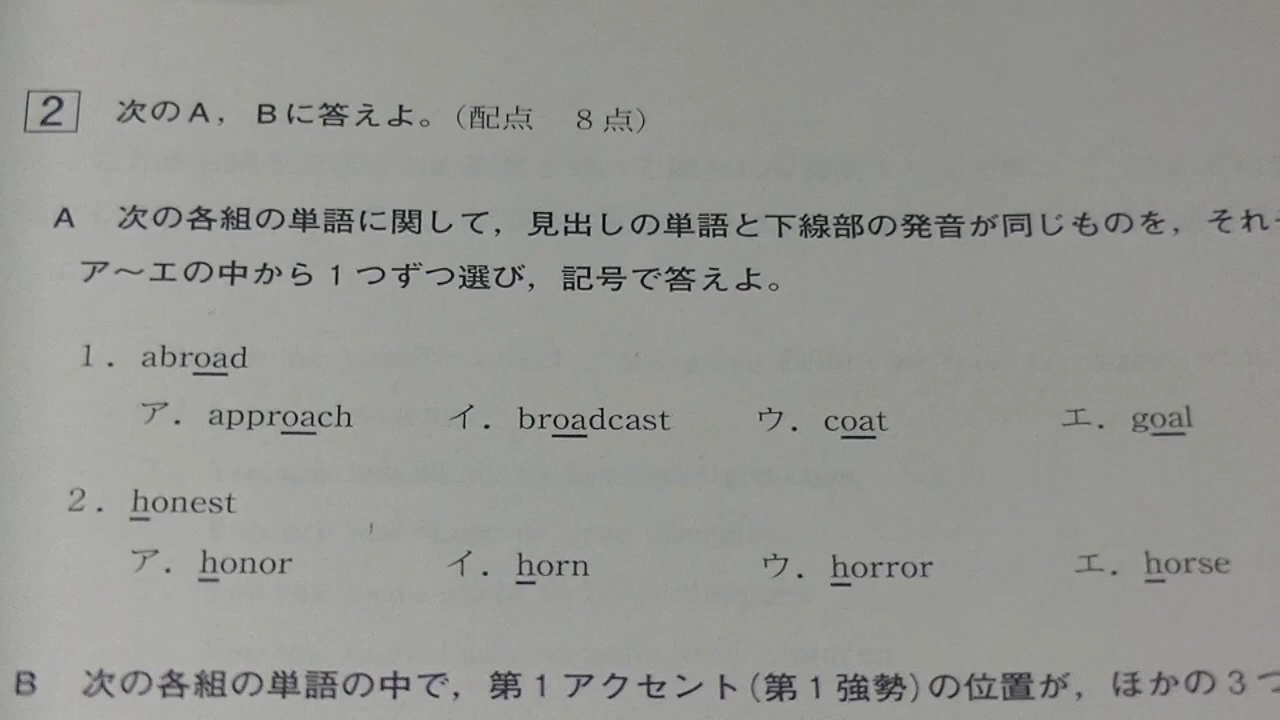 2 次のA，Bに答えよ。（配点 8点）
A 次の各組の単語に関して，見出しの単語と下線部の発音が同じものを，それ
ア～エの中から1つずつ選び，記号で答えよ。
1．abroad
ア．approach イ．broadcast ウ．coat エ．goal
2．honest
ア．honor イ．horn ウ．horror エ．horse
B 次の各組の単語の中で，第1アクセント（第1強勢）の位置が，ほかの3つ